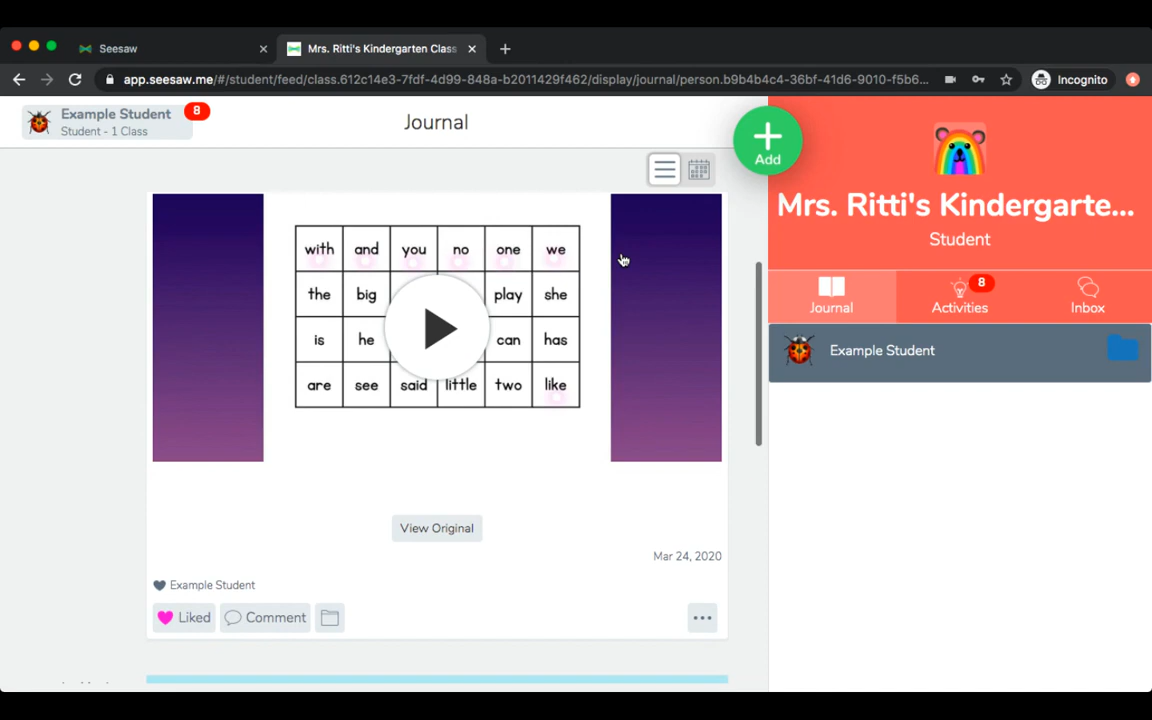 Seesaw
Mrs. Ritti's Kindergarten Class
app.seesaw.me/#/student/feed/class.612c14e3-7fdf-4d99-848a-b2011429f462/display/journal/person.b9b4b4c4-36bf-41d6-9010-f5b6...
Incognito
Example Student
8
Student - 1 Class
Journal
Add
with and you no one we
the big play she
is he can has
are see said little two like
View Original
Mar 24, 2020
Example Student
Liked
Comment
Mrs. Ritti's Kindergarte...
Student
Journal
8
Activities
Inbox
Example Student